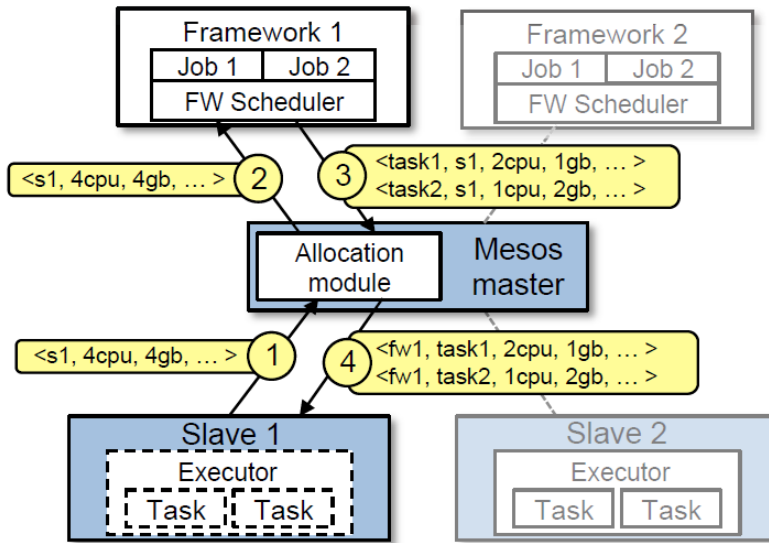 Framework 1
Job 1 Job 2
FW Scheduler
Framework 2
Job 1 Job 2
FW Scheduler
<s1, 4cpu, 4gb, … >
2
3
<task1, s1, 2cpu, 1gb, … >
<task2, s1, 1cpu, 2gb, … >
Allocation
module
Mesos
master
<s1, 4cpu, 4gb, … >
1
4
<fw1, task1, 2cpu, 1gb, … >
<fw1, task2, 1cpu, 2gb, … >
Slave 1
Executor
Task Task
Slave 2
Executor
Task Task